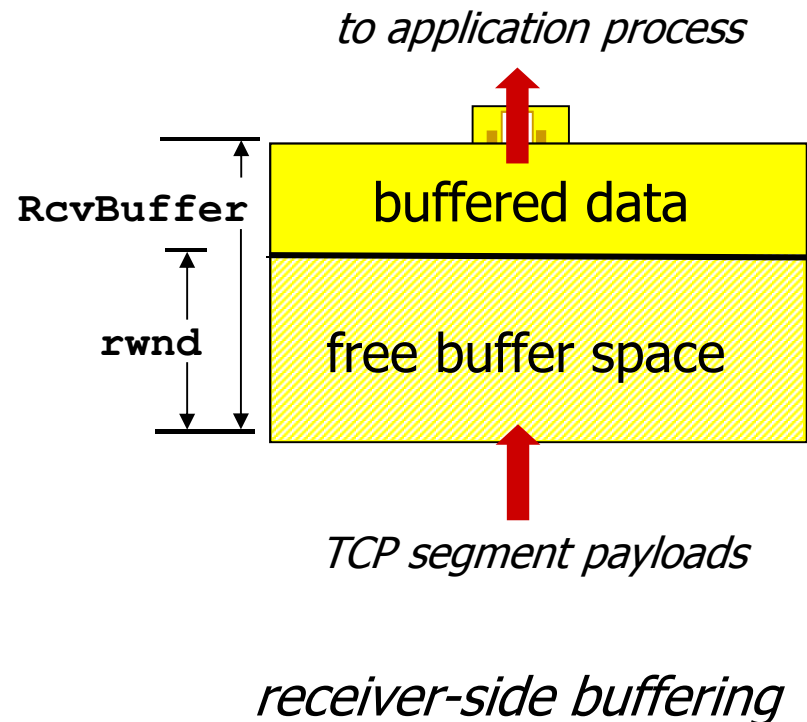 to application process
RcvBuffer
buffered data
rwnd
free buffer space
TCP segment payloads
receiver-side buffering